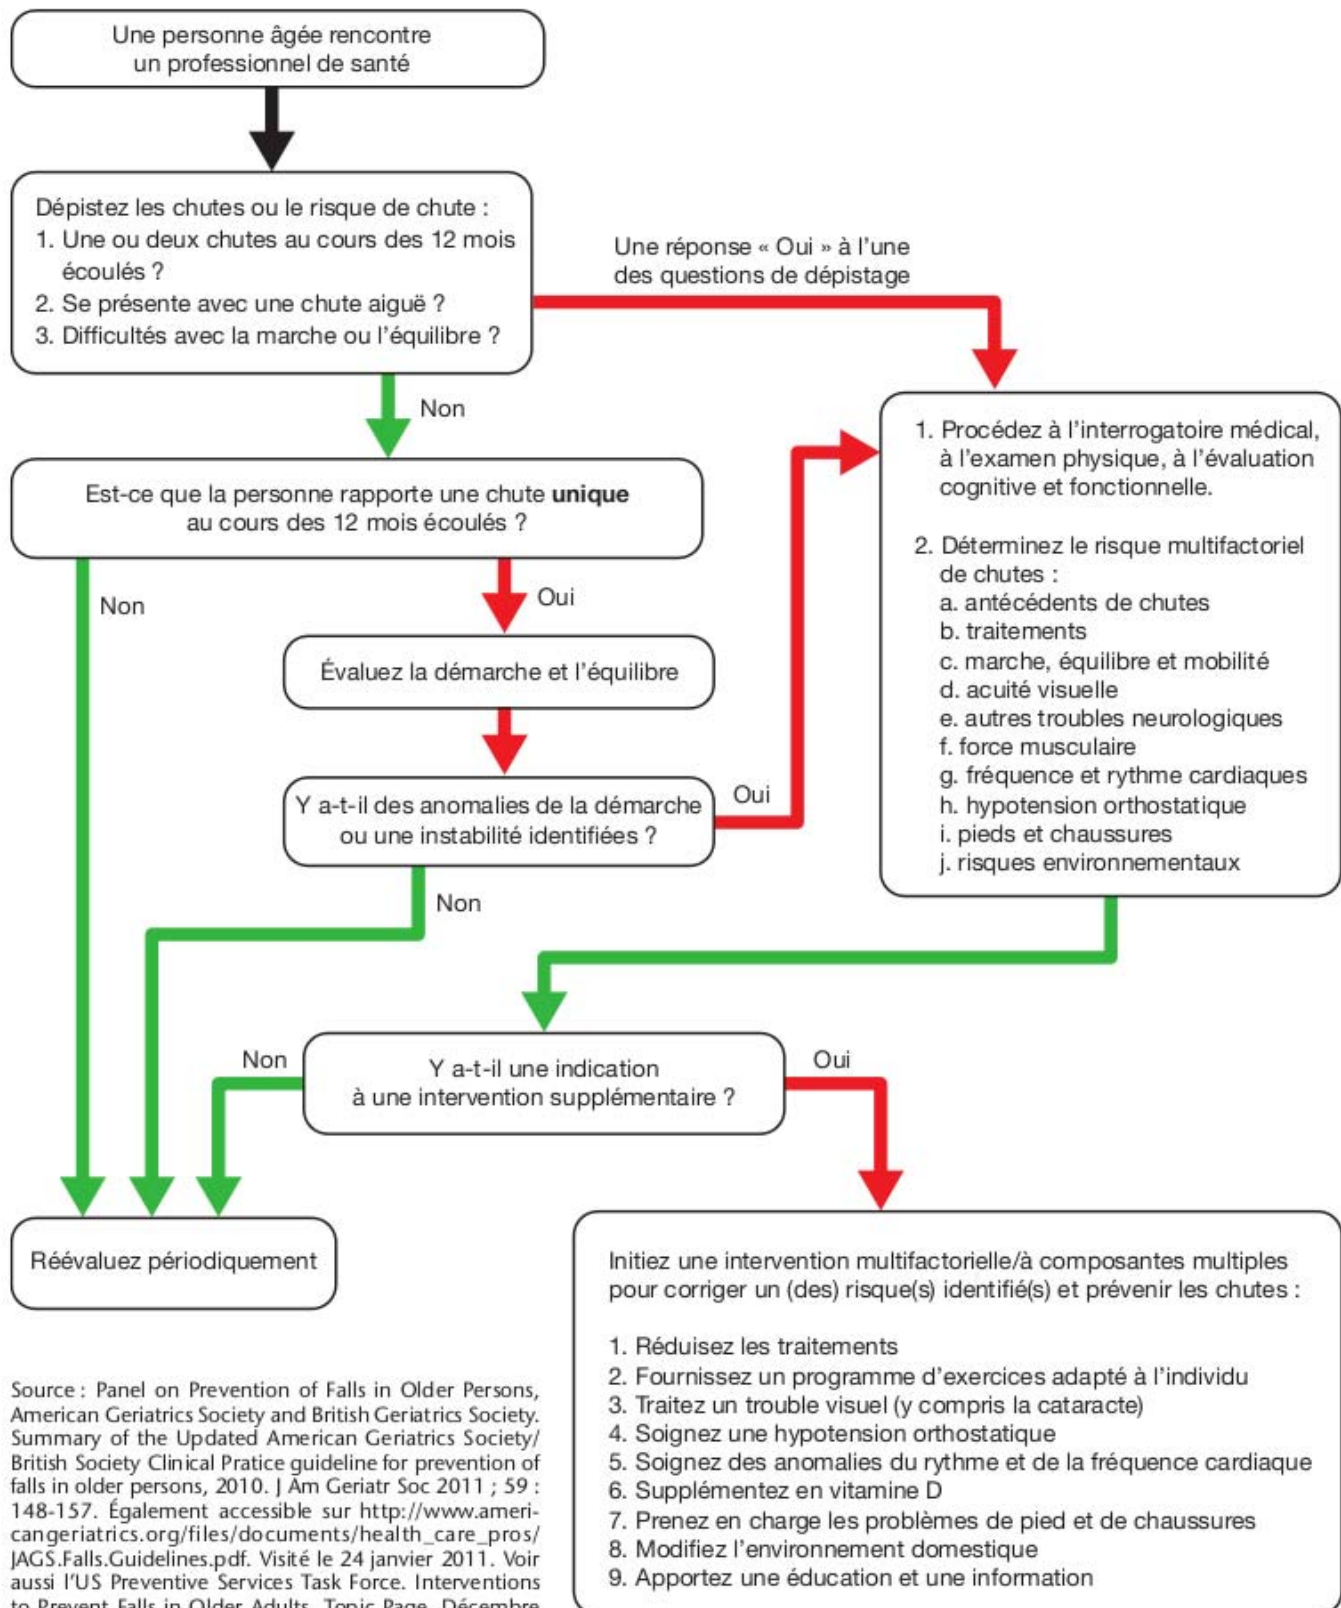 Une personne âgée rencontre
un professionnel de santé
Dépistez les chutes ou le risque de chute :
1. Une ou deux chutes au cours des 12 mois
écoulés ?
2. Se présente avec une chute aiguë ?
3. Difficultés avec la marche ou l'équilibre ?
Une réponse « Oui » à l'une
des questions de dépistage
Non
Est-ce que la personne rapporte une chute unique
au cours des 12 mois écoulés ?
Non
Oui
Évaluez la démarche et l'équilibre
Y a-t-il des anomalies de la démarche
ou une instabilité identifiées ?
Oui
Non
1. Procédez à l'interrogatoire médical,
à l'examen physique, à l'évaluation
cognitive et fonctionnelle.
2. Déterminez le risque multifactoriel
de chutes :
a. antécédents de chutes
b. traitements
c. marche, équilibre et mobilité
d. acuité visuelle
e. autres troubles neurologiques
f. force musculaire
g. fréquence et rythme cardiaques
h. hypotension orthostatique
i. pieds et chaussures
j. risques environnementaux
Non
Y a-t-il une indication
à une intervention supplémentaire ?
Oui
Réévaluez périodiquement
Initiez une intervention multifactorielle/à composantes multiples
pour corriger un (des) risque(s) identifié(s) et prévenir les chutes :
1. Réduisez les traitements
2. Fournissez un programme d'exercices adapté à l'individu
3. Traitez un trouble visuel (y compris la cataracte)
4. Soignez une hypotension orthostatique
5. Soignez des anomalies du rythme et de la fréquence cardiaque
6. Supplémentez en vitamine D
7. Prenez en charge les problèmes de pied et de chaussures
8. Modifiez l'environnement domestique
9. Apportez une éducation et une information
Source : Panel on Prevention of Falls in Older Persons,
American Geriatrics Society and British Geriatrics Society.
Summary of the Updated American Geriatrics Society/
British Society Clinical Pratice guideline for prevention of
falls in older persons, 2010. J Am Geriatr Soc 2011 ; 59 :
148-157. Également accessible sur http://www.ameri-
cangeriatrics.org/files/documents/health_care_pros/
JAGS.Falls.Guidelines.pdf. Visité le 24 janvier 2011. Voir
aussi l'US Preventive Services Task Force. Interventions
to Prevent Falls in Older Adults, Topic Page. Décembre